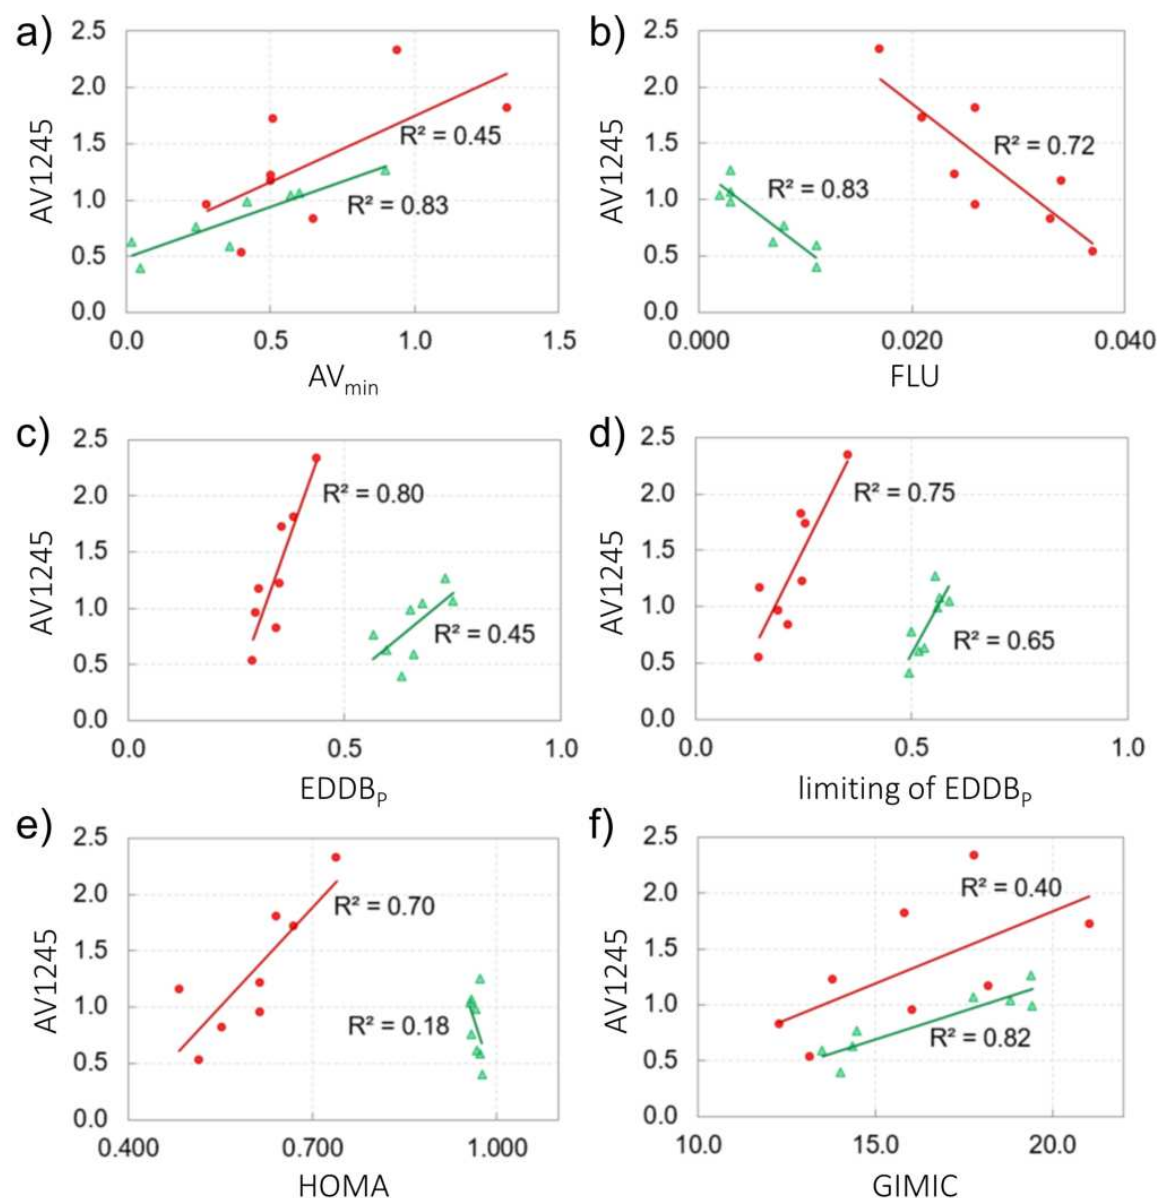 a)
2.5
2.0
1.5
1.0
0.5
0.0
AV1245
R² = 0.45
R² = 0.83
0.0 0.5 1.0 1.5
AVmin
b)
2.5
2.0
1.5
1.0
0.5
0.0
AV1245
R² = 0.72
R² = 0.83
0.000 0.020 0.040
FLU
c)
2.5
2.0
1.5
1.0
0.5
0.0
AV1245
R² = 0.80
R² = 0.45
0.0 0.5 1.0
EDDBP
d)
2.5
2.0
1.5
1.0
0.5
0.0
AV1245
R² = 0.75
R² = 0.65
0.0 0.5 1.0
limiting of EDDBP
e)
2.5
2.0
1.5
1.0
0.5
0.0
AV1245
R² = 0.70
R² = 0.18
0.400 0.700 1.000
HOMA
f)
2.5
2.0
1.5
1.0
0.5
0.0
AV1245
R² = 0.40
R² = 0.82
10.0 15.0 20.0
GIMIC